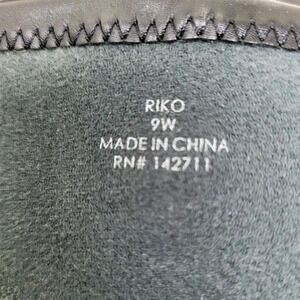 RIKO
9W
MADE IN CHINA
RN# 142711